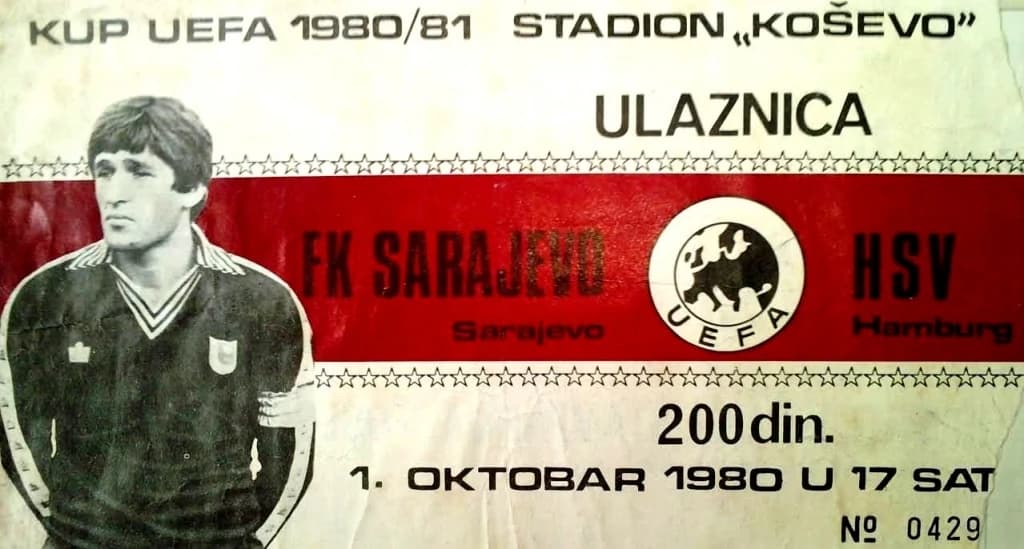 KUP UEFA 1980/81 STADION „KOŠEVO”
ULAZNICA
FK SARAJEVO
Sarajevo
UEFA
HSV
Hamburg
200 din.
1. OKTOBAR 1980 U 17 SAT
Nº 0429